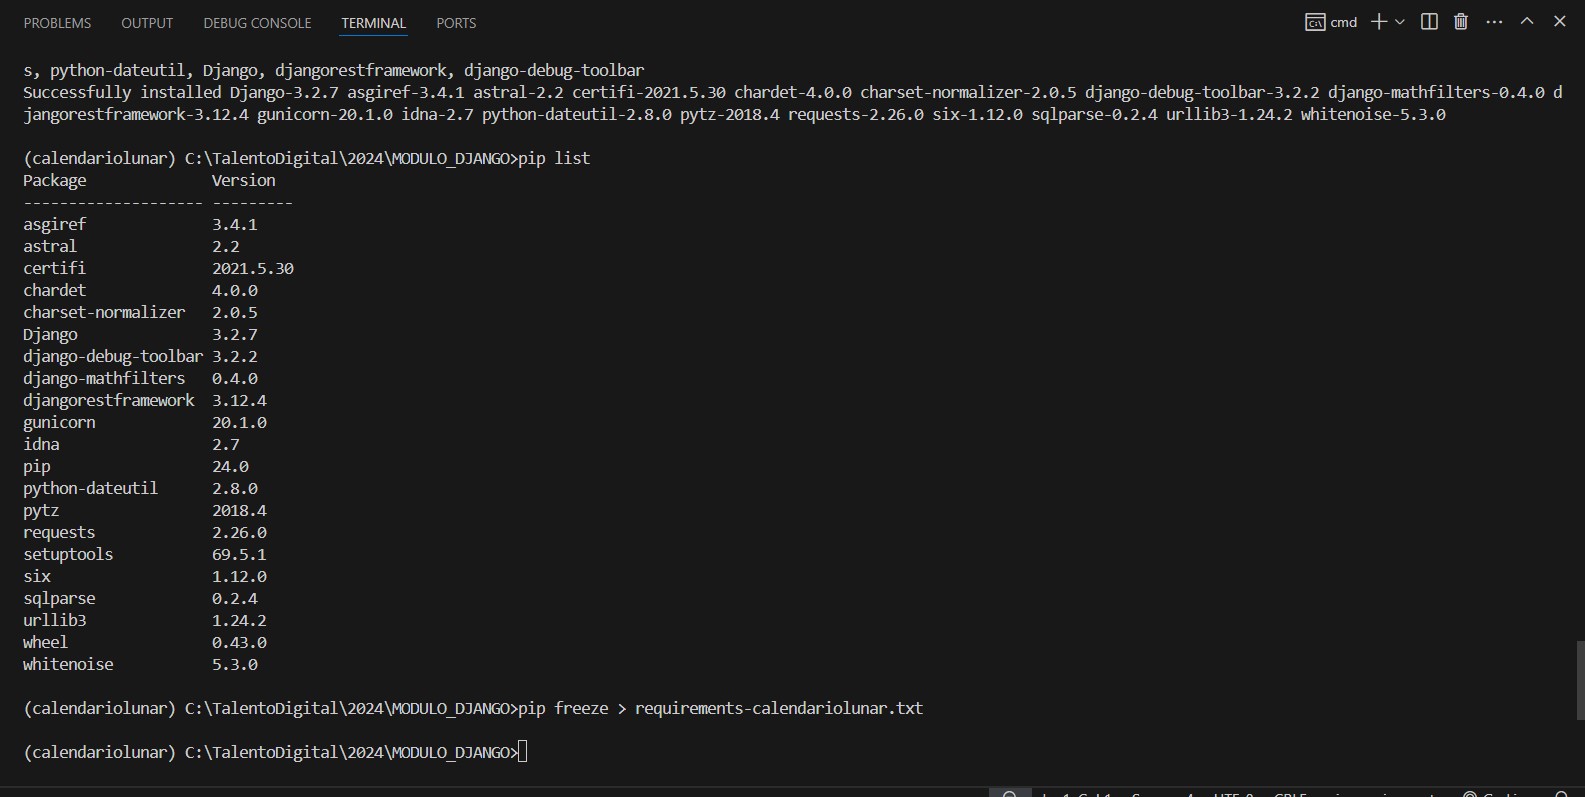 PROBLEMS OUTPUT DEBUG CONSOLE TERMINAL PORTS cmd
s, python-dateutil, Django, djangorestframework, django-debug-toolbar
Successfully installed Django-3.2.7 asgiref-3.4.1 astral-2.2 certifi-2021.5.30 chardet-4.0.0 charset-normalizer-2.0.5 django-debug-toolbar-3.2.2 django-mathfilters-0.4.0 d
jangorestframework-3.12.4 gunicorn-20.1.0 idna-2.7 python-dateutil-2.8.0 pytz-2018.4 requests-2.26.0 six-1.12.0 sqlparse-0.2.4 urllib3-1.24.2 whitenoise-5.3.0
(calendariolunar) C:\TalentoDigital\2024\MODULO_DJANGO>pip list
Package Version
-------------------- ---------
asgiref 3.4.1
astral 2.2
certifi 2021.5.30
chardet 4.0.0
charset-normalizer 2.0.5
Django 3.2.7
django-debug-toolbar 3.2.2
django-mathfilters 0.4.0
djangorestframework 3.12.4
gunicorn 20.1.0
idna 2.7
pip 24.0
python-dateutil 2.8.0
pytz 2018.4
requests 2.26.0
setuptools 69.5.1
six 1.12.0
sqlparse 0.2.4
urllib3 1.24.2
wheel 0.43.0
whitenoise 5.3.0
(calendariolunar) C:\TalentoDigital\2024\MODULO_DJANGO>pip freeze > requirements-calendariolunar.txt
(calendariolunar) C:\TalentoDigital\2024\MODULO_DJANGO>